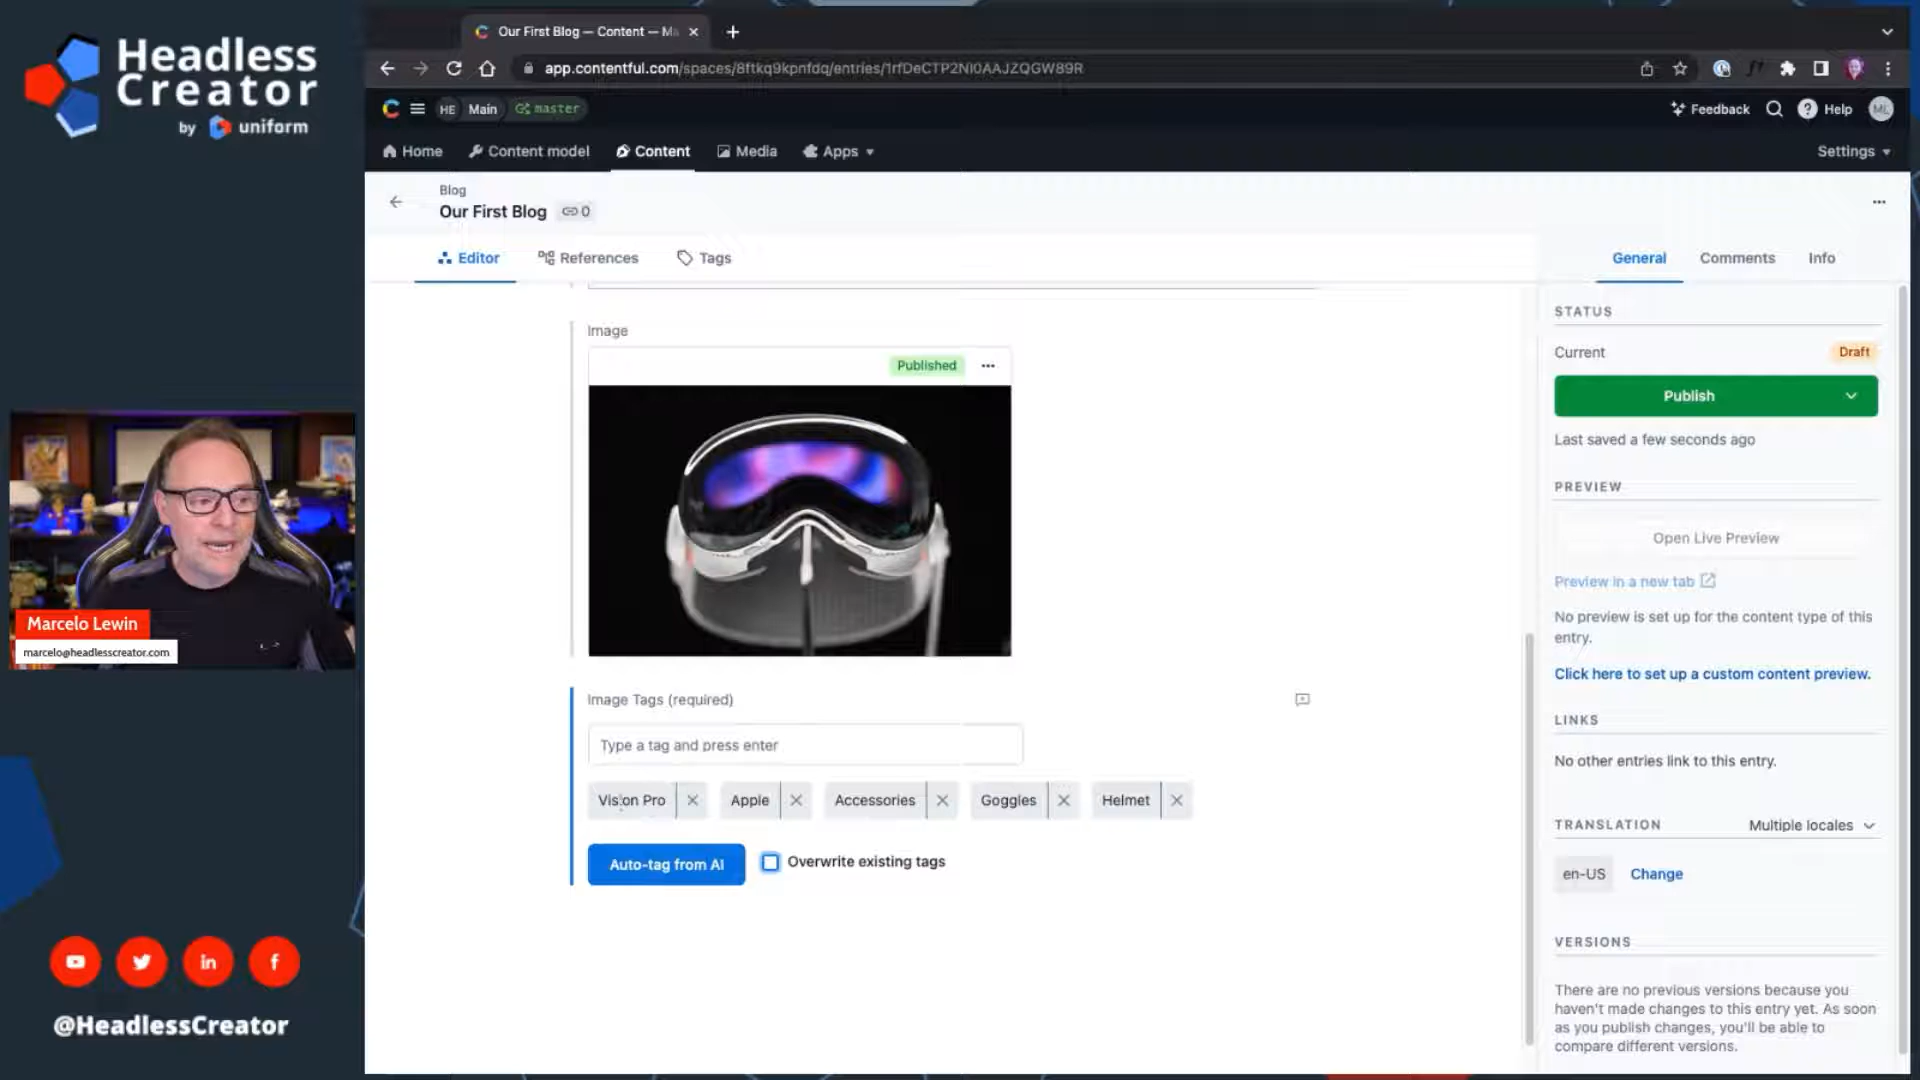 Headless
Creator
by uniform
Our First Blog — Content — Ma
app.contentful.com/spaces/8ftkq9kpnfdq/entries/1rfDeCTP2NI0AAJZQGW89R
HE Main master
Feedback
Help
ML
Home
Content model
Content
Media
Apps
Settings
Blog
Our First Blog
0
Editor
References
Tags
General
Comments
Info
Image
Published
Image Tags (required)
Type a tag and press enter
Vision Pro
Apple
Accessories
Goggles
Helmet
Auto-tag from AI
Overwrite existing tags
STATUS
Current
Draft
Publish
Last saved a few seconds ago
PREVIEW
Open Live Preview
Preview in a new tab
No preview is set up for the content type of this
entry.
Click here to set up a custom content preview.
LINKS
No other entries link to this entry.
TRANSLATION
Multiple locales
en-US
Change
VERSIONS
There are no previous versions because you
haven't made changes to this entry yet. As soon
as you publish changes, you'll be able to
compare different versions.
Marcelo Lewin
marcelo@headlesscreator.com
@HeadlessCreator